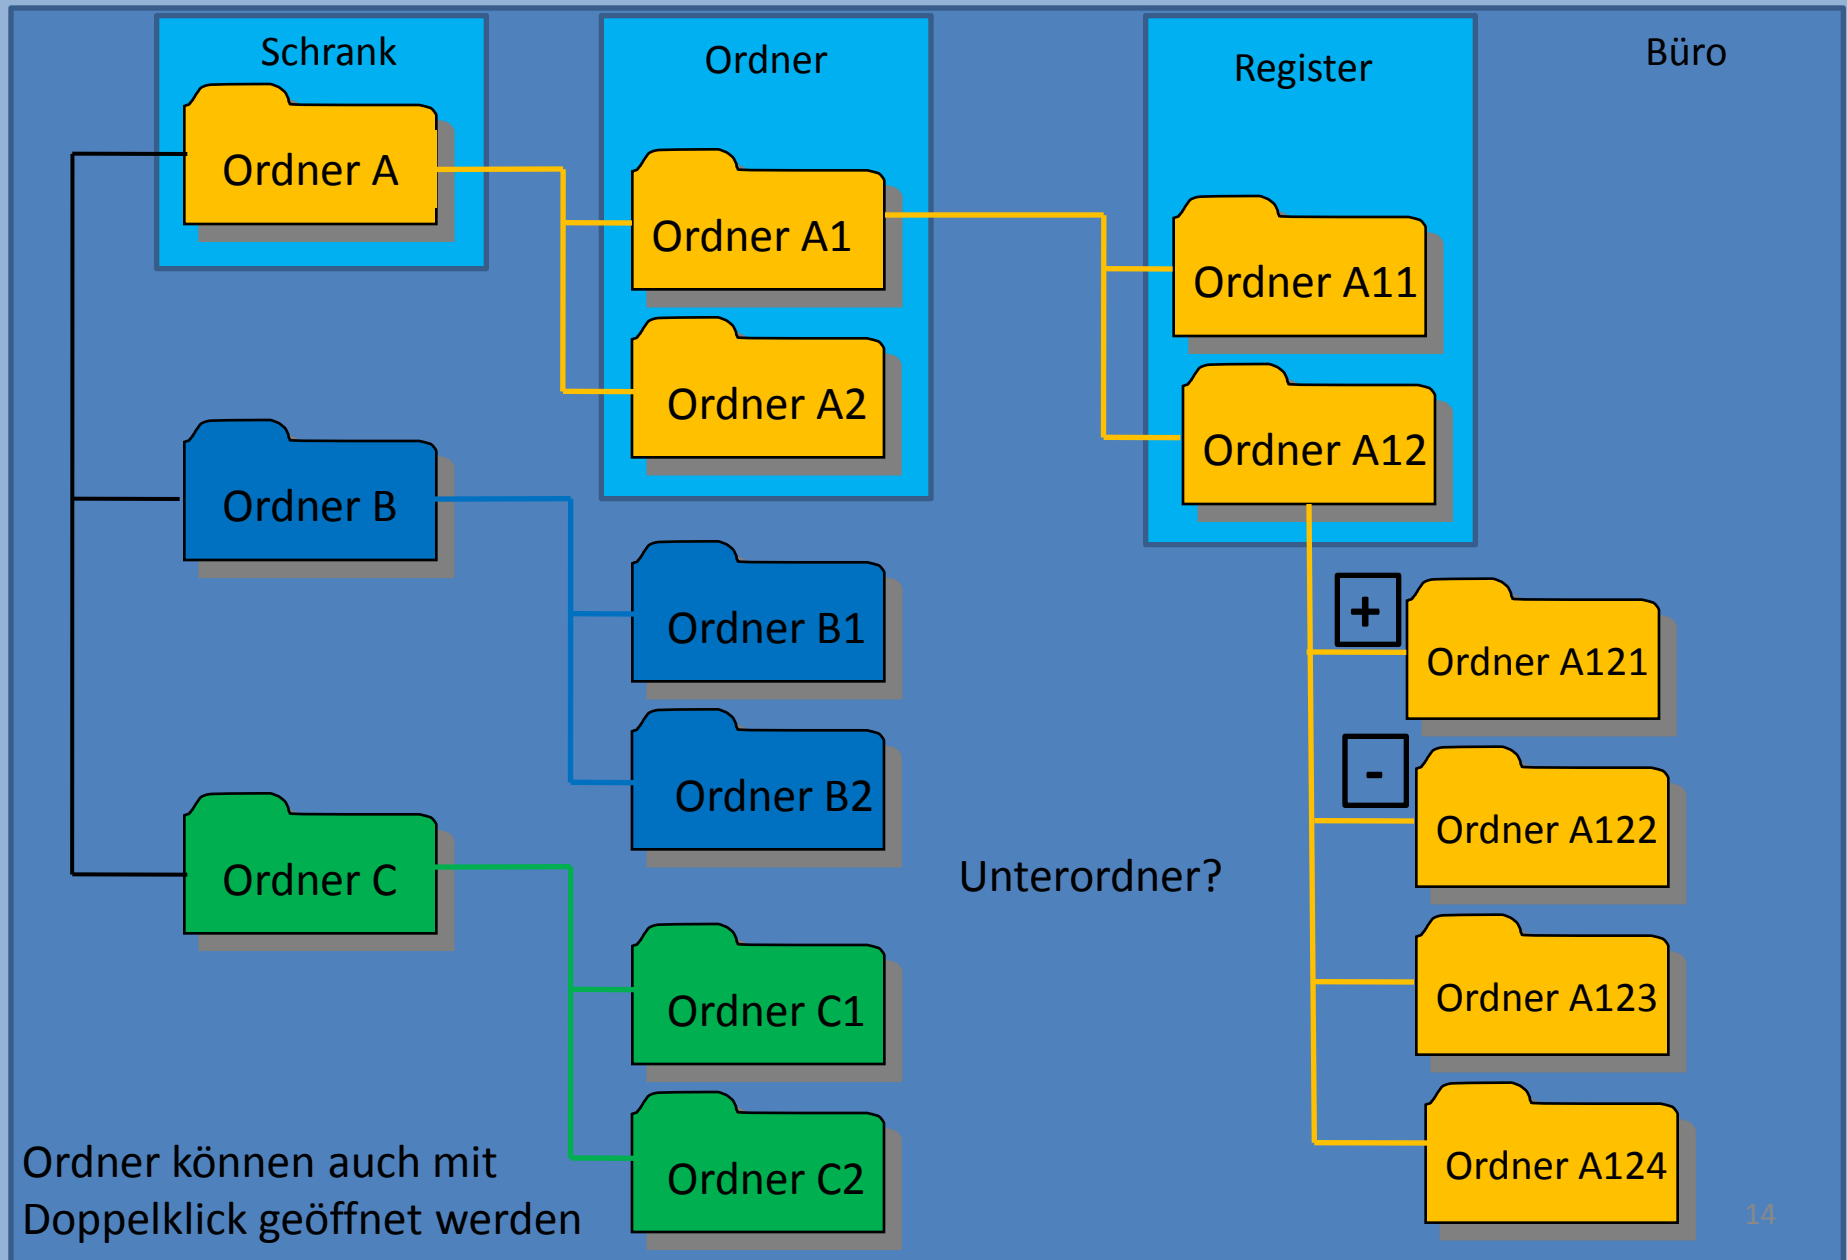 Schrank
Ordner
Register
Büro
Ordner A
Ordner A1
Ordner A11
Ordner A2
Ordner A12
Ordner B
Ordner B1
+
Ordner A121
Ordner B2
-
Ordner A122
Ordner C
Unterordner?
Ordner C1
Ordner A123
Ordner C2
Ordner A124
Ordner können auch mit
Doppelklick geöffnet werden
14